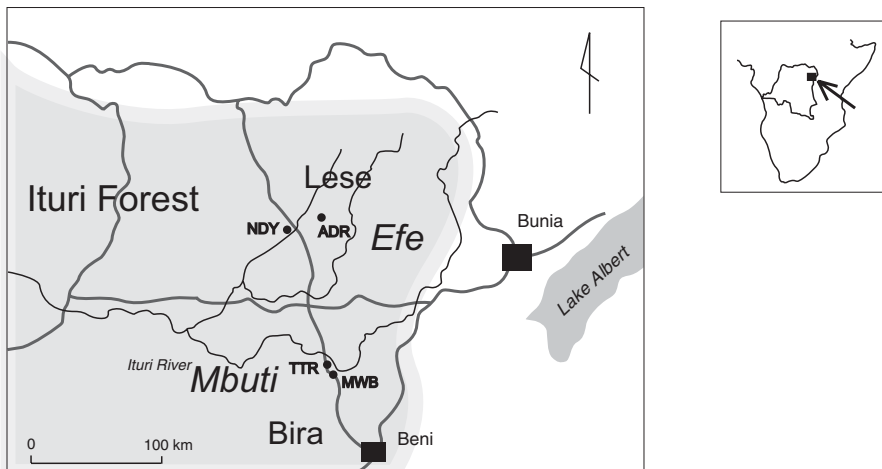 Lese
Ituri Forest
NDY
ADR
Efe
Bunia
Lake Albert
Ituri River
TTR
Mbuti
MWB
Bira
Beni
0
100 km